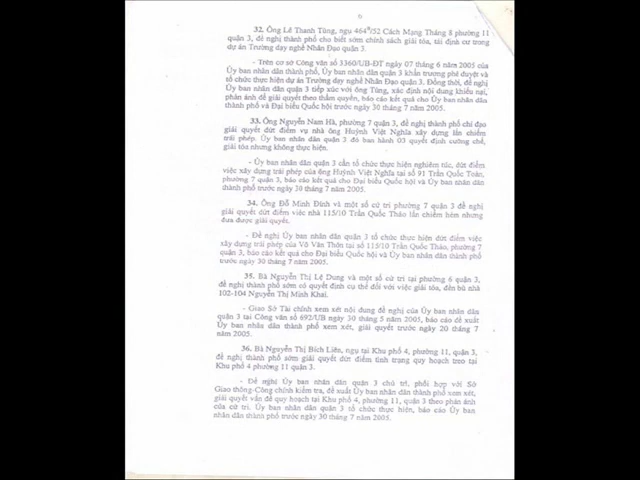 32. Ông Lê Thanh Tùng, ngụ 464/52 Cách Mạng Tháng 8 phường 11
quận 3, đề nghị thành phố cho biết sớm chính sách giải tỏa, tái định cư trong
dự án Trường dạy nghề Nhân Đạo quận 3.
- Trên cơ sở Công văn số 3360/UB-ĐT ngày 07 tháng 6 năm 2005 của
Ủy ban nhân dân thành phố, Ủy ban nhân dân quận 3 khẩn trương phê duyệt và
tổ chức thực hiện dự án Trường dạy nghề Nhân Đạo quận 3. Đồng thời, đề nghị
Ủy ban nhân dân quận 3 tiếp xúc với ông Tùng, xác định nội dung khiếu nại,
phản ánh để giải quyết theo thẩm quyền, báo cáo kết quả cho Ủy ban nhân dân
thành phố và Đại biểu Quốc hội trước ngày 30 tháng 7 năm 2005.
33. Ông Nguyễn Nam Hà, phường 7 quận 3, đề nghị thành phố chỉ đạo
giải quyết dứt điểm vụ nhà ông Huỳnh Việt Nghĩa xây dựng lấn chiếm
trái phép. Ủy ban nhân dân quận 3 đã ban hành 03 quyết định cưỡng chế,
giải tỏa nhưng không thực hiện.
- Ủy ban nhân dân quận 3 cần tổ chức thực hiện nghiêm túc, dứt điểm
việc xây dựng trái phép của ông Huỳnh Việt Nghĩa tại số 91 Trần Quốc Toản,
phường 7 quận 3, báo cáo kết quả cho Đại biểu Quốc hội và Ủy ban nhân dân
thành phố trước ngày 30 tháng 7 năm 2005.
34. Ông Đỗ Minh Đính và một số cử tri phường 7 quận 3 đề nghị
giải quyết dứt điểm việc nhà 115/10 Trần Quốc Thảo lấn chiếm hẻm nhưng
chưa được giải quyết.
- Đề nghị Ủy ban nhân dân quận 3 tổ chức thực hiện dứt điểm việc
xây dựng trái phép của Võ Văn Thôn tại số 115/10 Trần Quốc Thảo, phường 7
quận 3, báo cáo kết quả cho Đại biểu Quốc hội và Ủy ban nhân dân thành phố
trước ngày 30 tháng 7 năm 2005.
35. Bà Nguyễn Thị Lệ Dung và một số cử tri tại phường 6 quận 3,
đề nghị thành phố sớm có quyết định cụ thể đối với việc giải tỏa, đền bù nhà
102-104 Nguyễn Thị Minh Khai.
- Giao Sở Tài chính xem xét nội dung đề nghị của Ủy ban nhân dân
quận 3 tại Công văn số 692/UB ngày 30 tháng 5 năm 2005, báo cáo đề xuất
Ủy ban nhân dân thành phố xem xét, giải quyết trước ngày 20 tháng 7
năm 2005.
36. Bà Nguyễn Thị Bích Liên, ngụ tại Khu phố 4, phường 11, quận 3,
đề nghị thành phố sớm giải quyết dứt điểm tình trạng quy hoạch treo tại
Khu phố 4 phường 11 quận 3.
- Đề nghị Ủy ban nhân dân quận 3 chủ trì, phối hợp với Sở
Giao thông-Công chính kiểm tra, đề xuất Ủy ban nhân dân thành phố xem xét,
giải quyết vấn đề quy hoạch tại Khu phố 4, phường 11, quận 3 theo phản ánh
của cử tri. Ủy ban nhân dân quận 3 tổ chức thực hiện, báo cáo Ủy ban
nhân dân thành phố trước ngày 30 tháng 7 năm 2005.